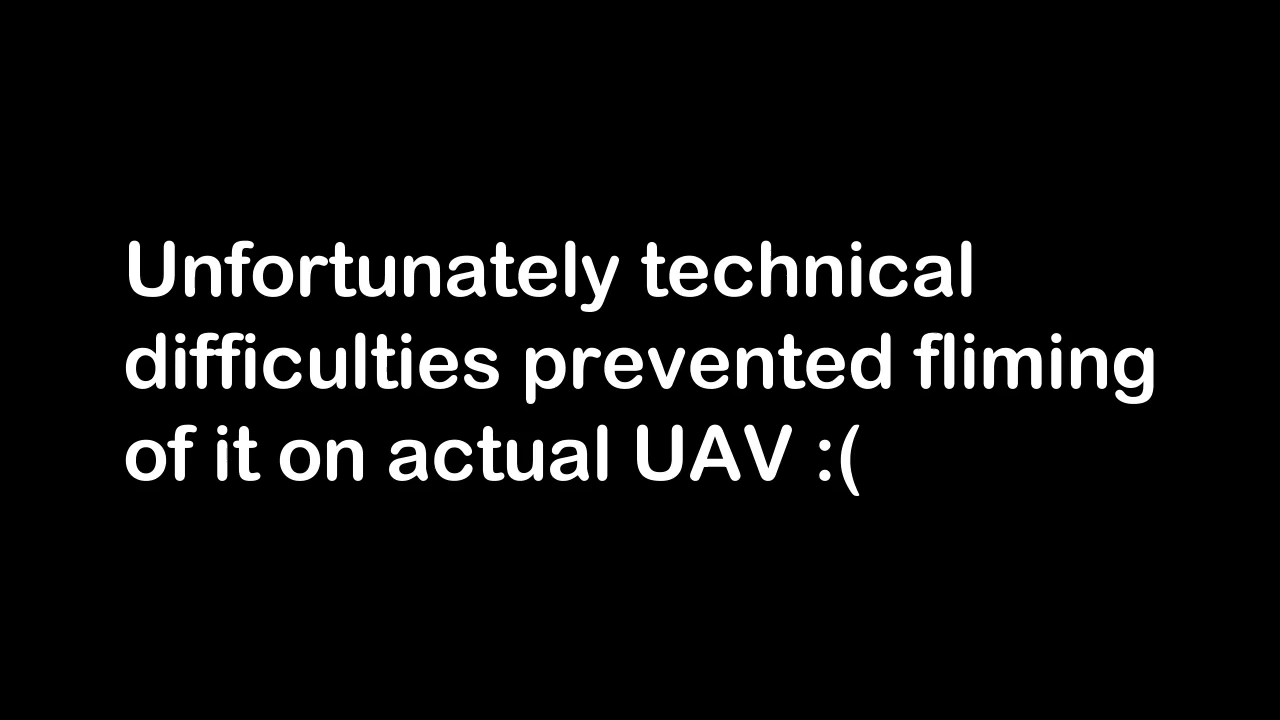 Unfortunately technical
difficulties prevented fliming
of it on actual UAV :(